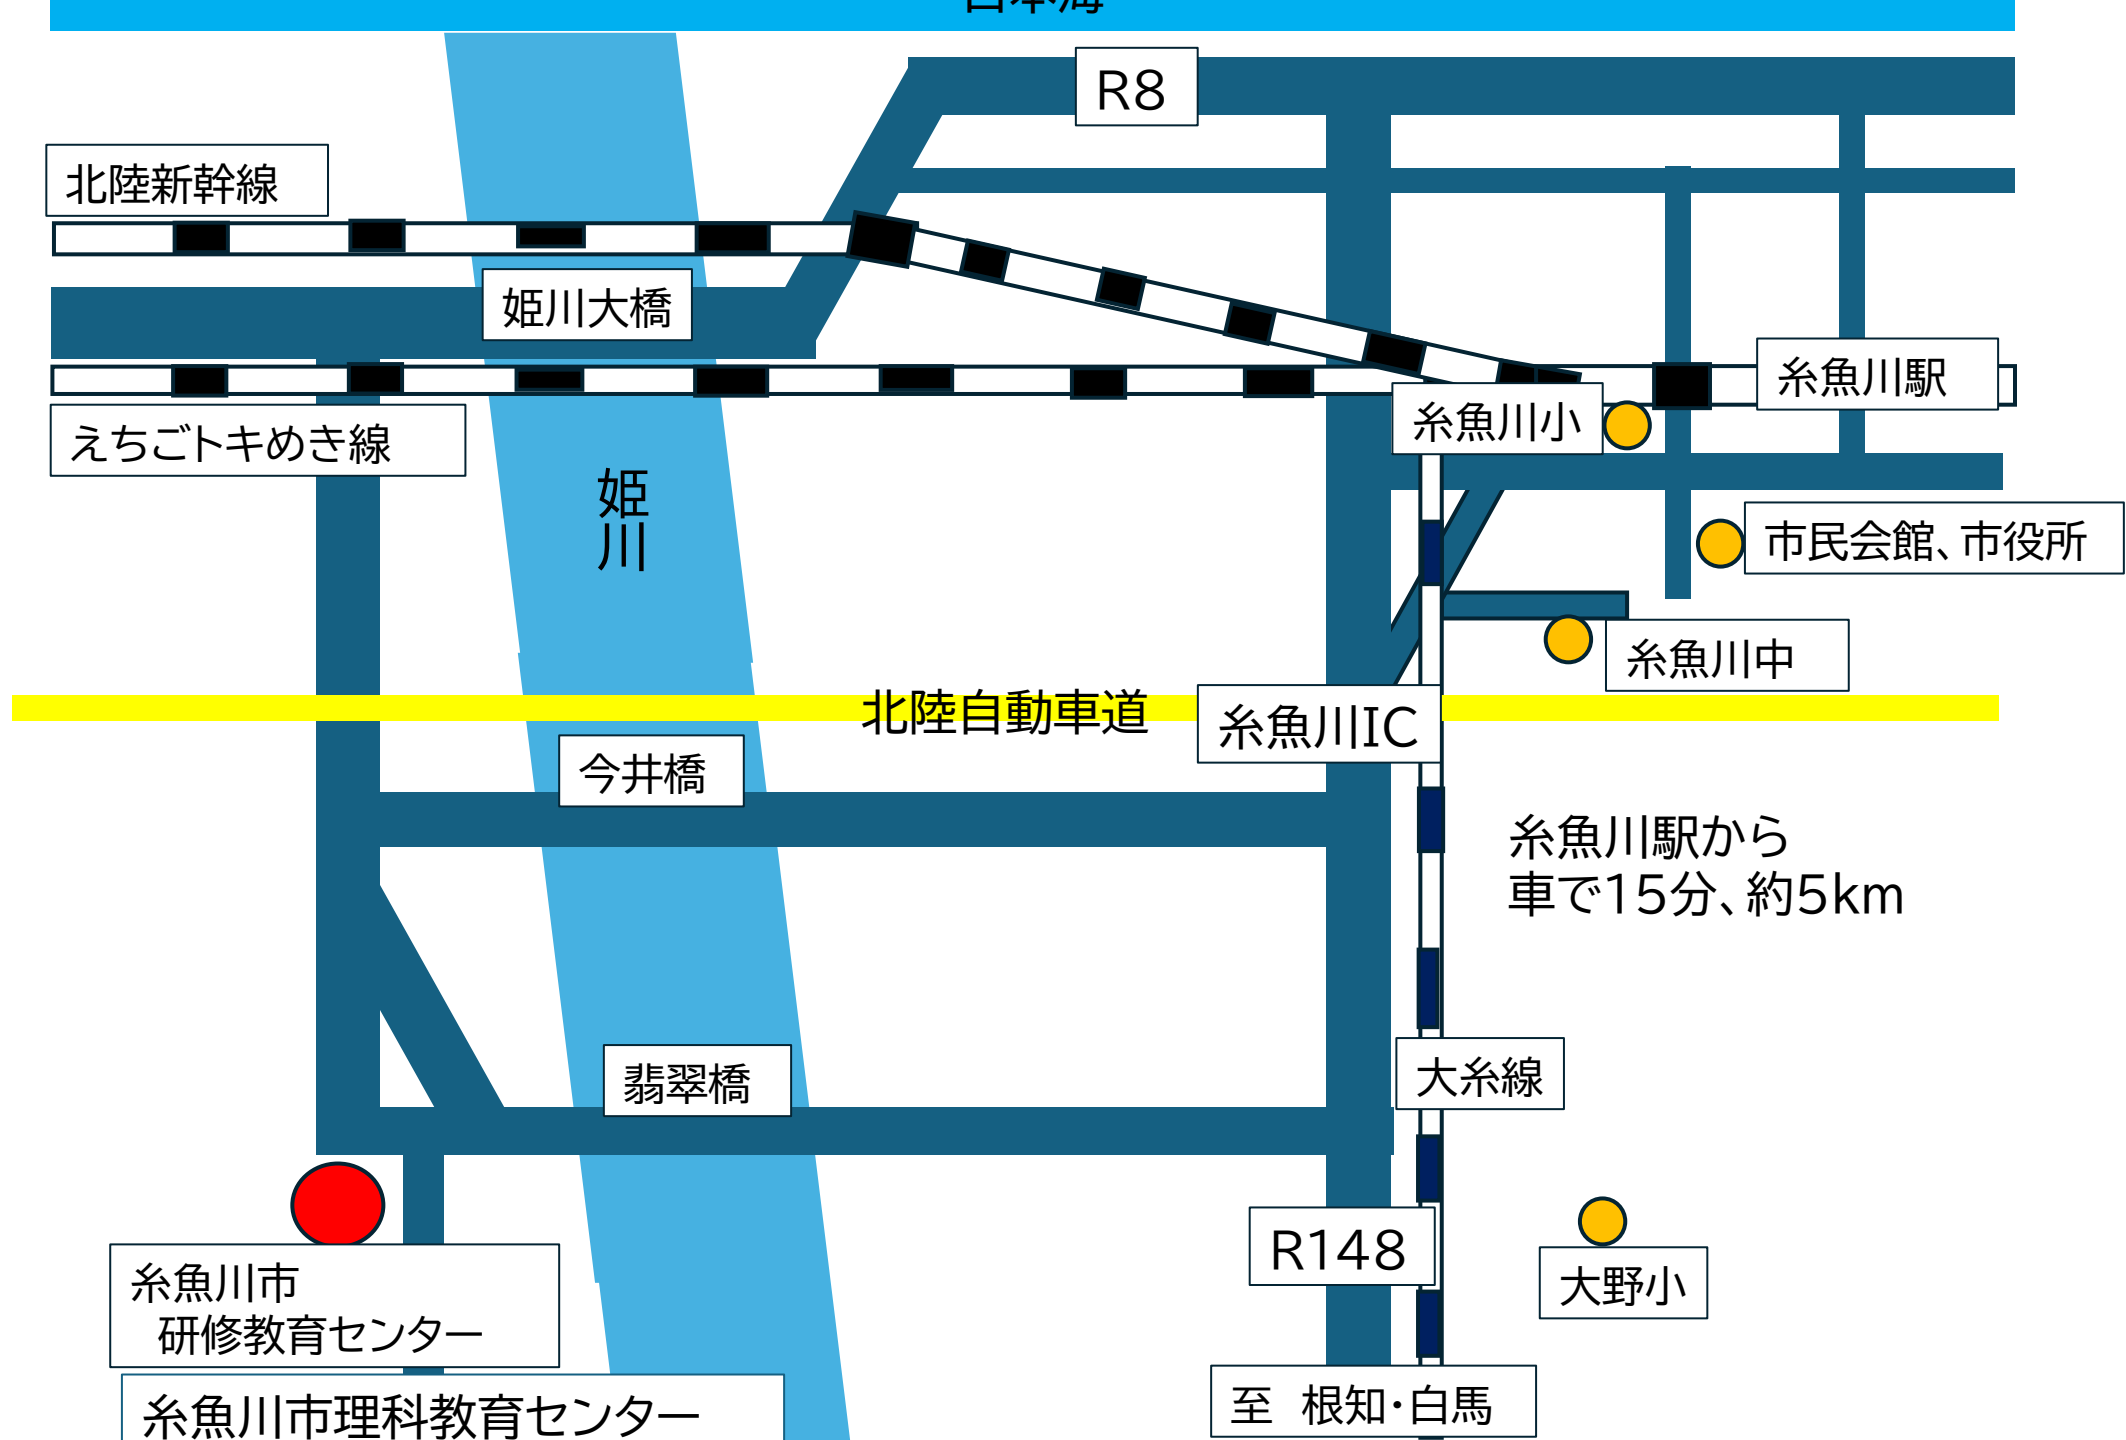 日本海
R8
北陸新幹線
姫川大橋
糸魚川駅
えちごトキめき線
糸魚川小
姫川
市民会館、市役所
糸魚川中
北陸自動車道
糸魚川IC
今井橋
糸魚川駅から
車で15分、約5km
翡翠橋
大糸線
R148
大野小
糸魚川市
研修教育センター
至　根知・白馬
糸魚川市理科教育センター